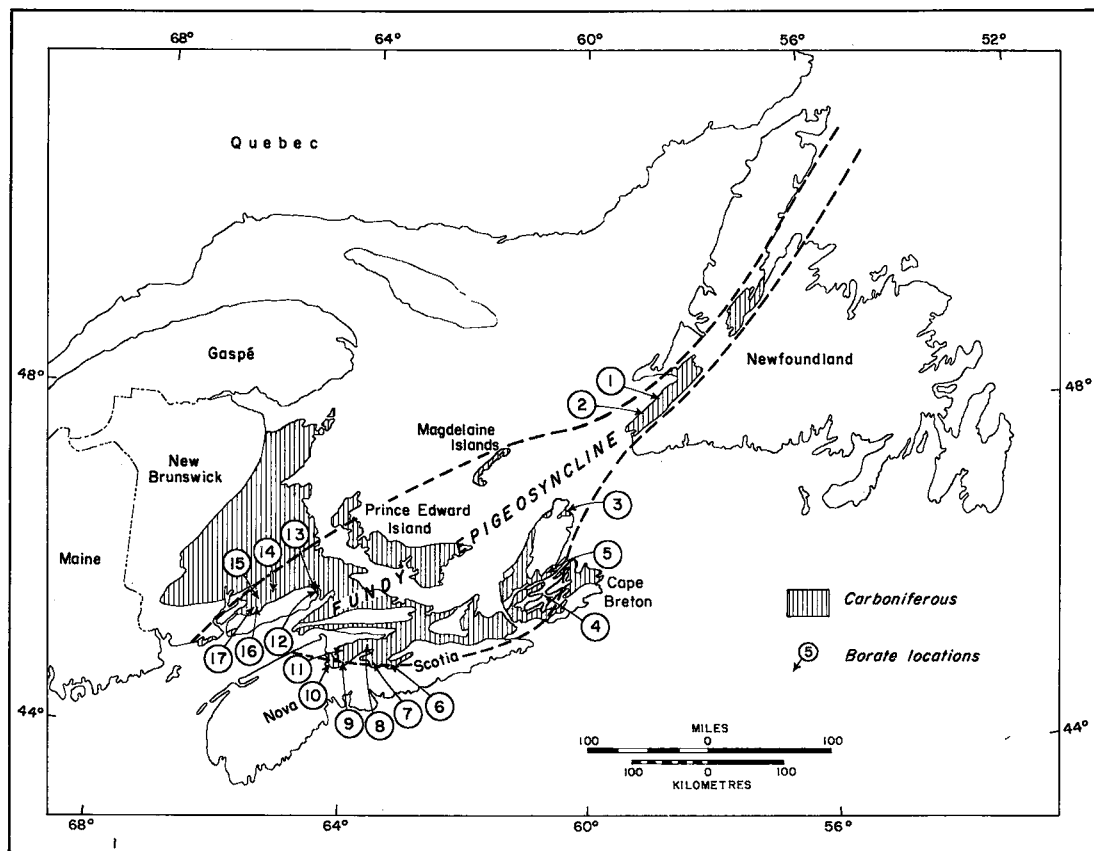 68° 64° 60° 56° 52°
Quebec
Gaspé
48°
Newfoundland
48°
1
2
Magdelaine
Islands
New
Brunswick
Prince Edward
Island
FUNDY EPIGEOSYNCLINE
3
Maine
15 14 13
5
Cape
Breton
4
17 16 12
11
10 9 8 7 6
Nova Scotia
44°
44°
Carboniferous
5 Borate locations
MILES
100 0 100
100 0 100
KILOMETRES
68° 64° 60° 56°